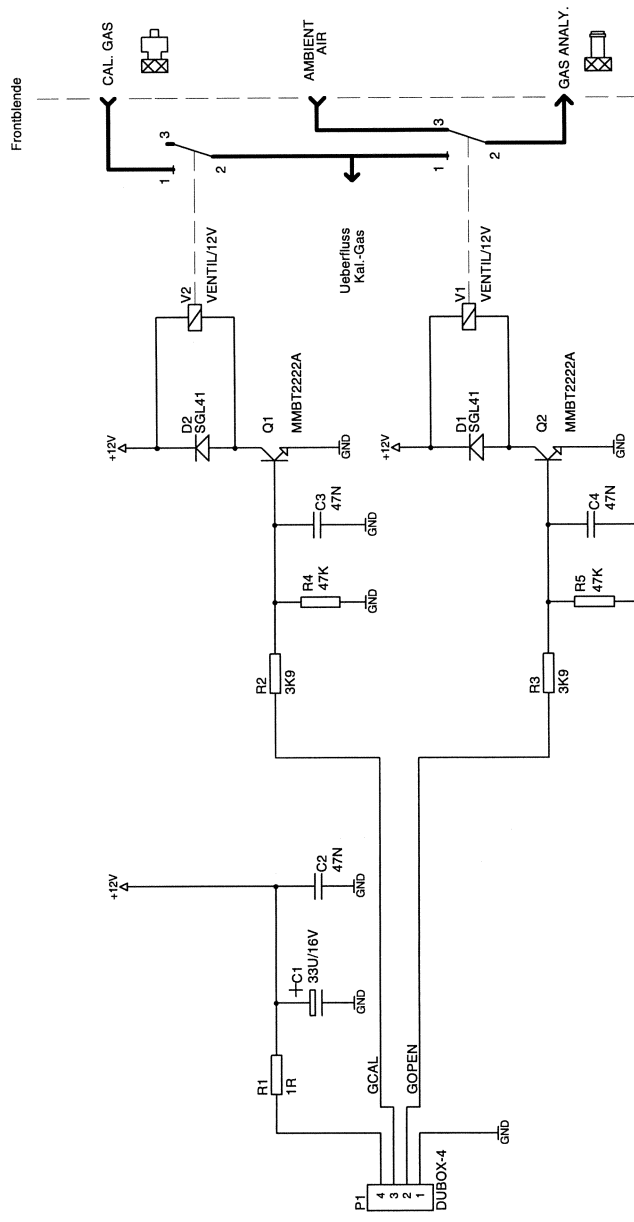 Frontblende
CAL. GAS
AMBIENT
AIR
GAS ANALY.
1
3
2
1
3
2
Ueberfluss
Kal.-Gas
V2
VENTIL/12V
V1
VENTIL/12V
+12V
D2
SGL41
Q1
MMBT2222A
GND
+12V
D1
SGL41
Q2
MMBT2222A
GND
C3
47N
GND
R4
47K
GND
C4
47N
R5
47K
R2
3K9
R3
3K9
+12V
C2
47N
GND
+C1
33U/16V
GND
R1
1R
GCAL
GOPEN
GND
P1
4
3
2
1
DUBOX-4